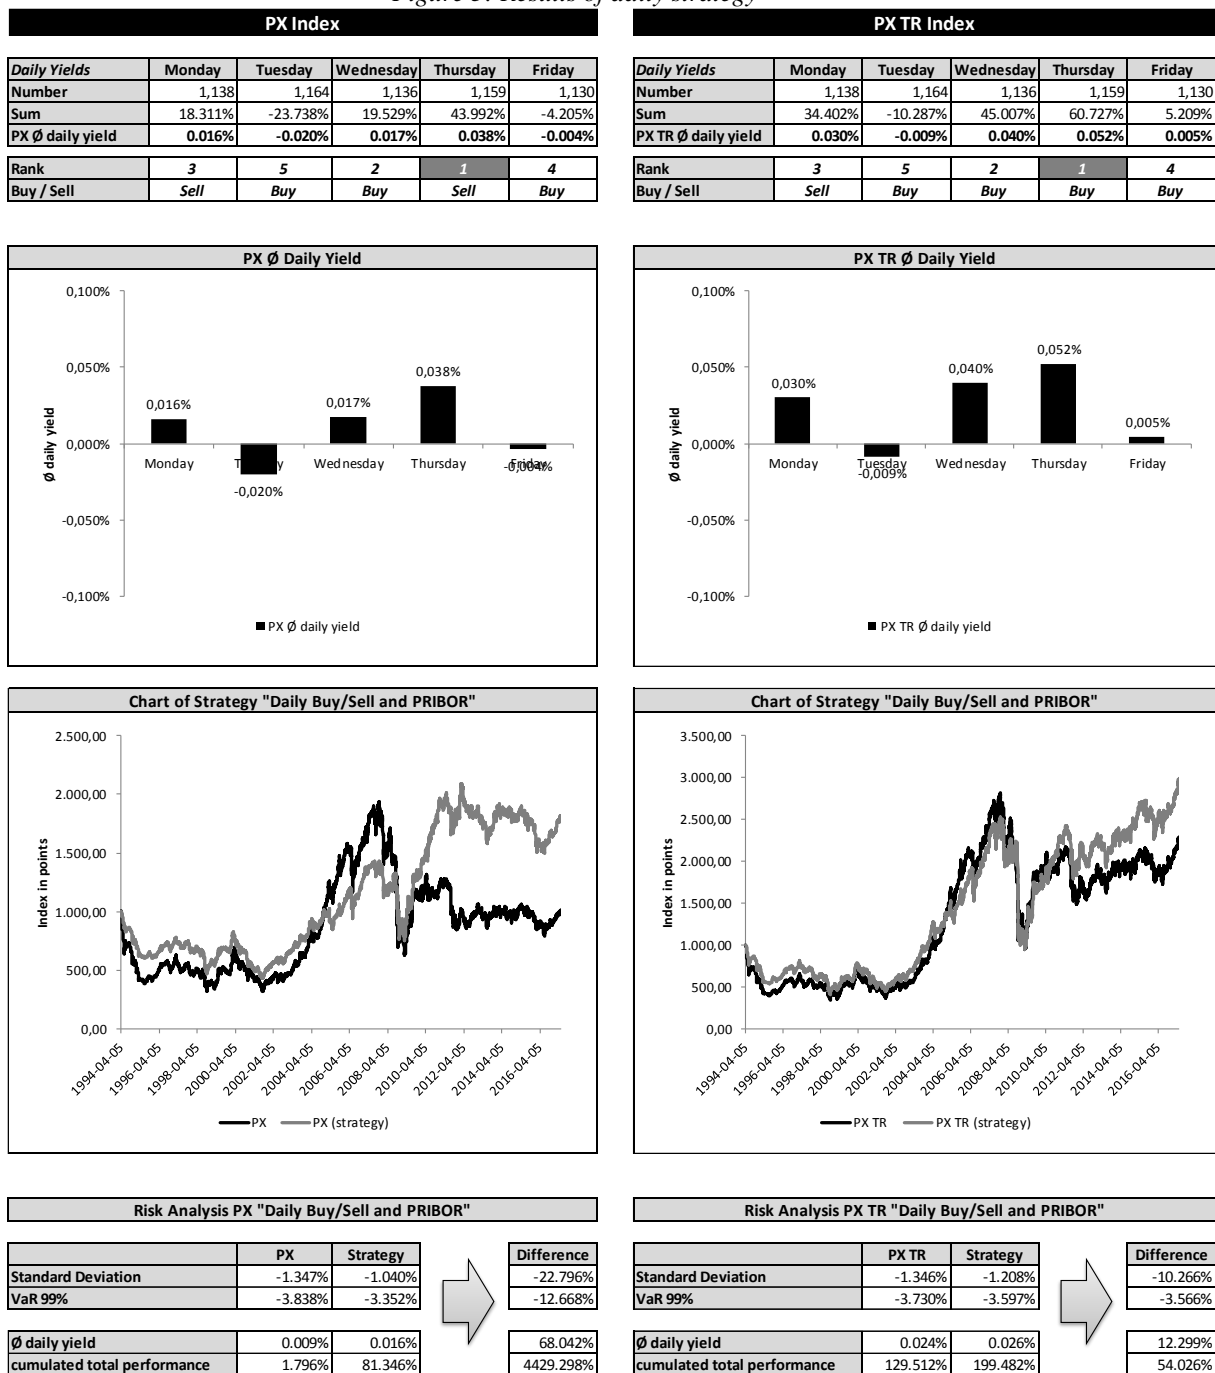 Figure 3: Results of daily strategy
PX Index
Daily Yields Monday Tuesday Wednesday Thursday Friday
Number 1,138 1,164 1,136 1,159 1,130
Sum 18.311% -23.738% 19.529% 43.992% -4.205%
PX Ø daily yield 0.016% -0.020% 0.017% 0.038% -0.004%
Rank 3 5 2 1 4
Buy / Sell Sell Buy Buy Sell Buy
PX Ø Daily Yield
0,100%
0,050%
0,000%
-0,050%
-0,100%
Ø daily yield
0,016%
-0,020%
0,017%
0,038%
-0,004%
Monday Tuesday Wednesday Thursday Friday
PX Ø daily yield
Chart of Strategy "Daily Buy/Sell and PRIBOR"
2.500,00
2.000,00
1.500,00
1.000,00
500,00
0,00
Index in points
1994-04-05 1996-04-05 1998-04-05 2000-04-05 2002-04-05 2004-04-05 2006-04-05 2008-04-05 2010-04-05 2012-04-05 2014-04-05 2016-04-05
PX PX (strategy)
Risk Analysis PX "Daily Buy/Sell and PRIBOR"
PX Strategy Difference
Standard Deviation -1.347% -1.040% -22.796%
VaR 99% -3.838% -3.352% -12.668%
Ø daily yield 0.009% 0.016% 68.042%
cumulated total performance 1.796% 81.346% 4429.298%
PX TR Index
Daily Yields Monday Tuesday Wednesday Thursday Friday
Number 1,138 1,164 1,136 1,159 1,130
Sum 34.402% -10.287% 45.007% 60.727% 5.209%
PX TR Ø daily yield 0.030% -0.009% 0.040% 0.052% 0.005%
Rank 3 5 2 1 4
Buy / Sell Sell Buy Buy Buy Buy
PX TR Ø Daily Yield
0,100%
0,050%
0,000%
-0,050%
-0,100%
Ø daily yield
0,030%
-0,009%
0,040%
0,052%
0,005%
Monday Tuesday Wednesday Thursday Friday
PX TR Ø daily yield
Chart of Strategy "Daily Buy/Sell and PRIBOR"
3.500,00
3.000,00
2.500,00
2.000,00
1.500,00
1.000,00
500,00
0,00
Index in points
1994-04-05 1996-04-05 1998-04-05 2000-04-05 2002-04-05 2004-04-05 2006-04-05 2008-04-05 2010-04-05 2012-04-05 2014-04-05 2016-04-05
PX TR PX TR (strategy)
Risk Analysis PX TR "Daily Buy/Sell and PRIBOR"
PX TR Strategy Difference
Standard Deviation -1.346% -1.208% -10.266%
VaR 99% -3.730% -3.597% -3.566%
Ø daily yield 0.024% 0.026% 12.299%
cumulated total performance 129.512% 199.482% 54.026%